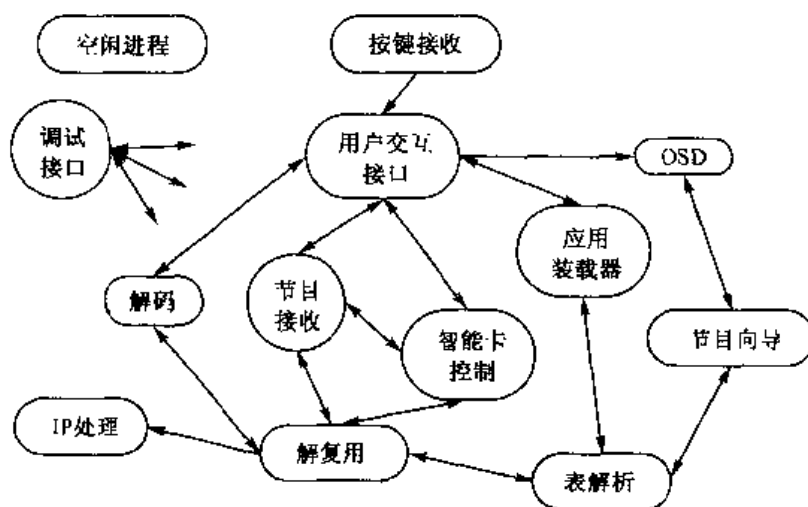 空闲进程
按键接收
调试
接口
用户交互
接口
OSD
应用
装载器
解码
节目
接收
智能卡
控制
节目向导
IP处理
解复用
表解析